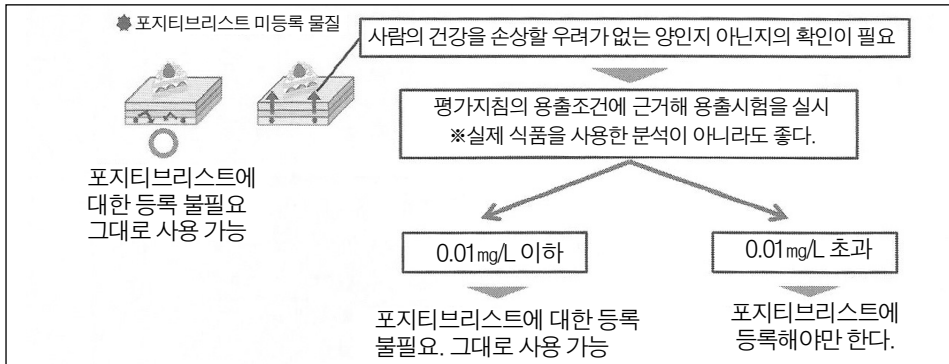 포지티브리스트 미등록 물질
사람의 건강을 손상할 우려가 없는 양인지 아닌지의 확인이 필요
평가지침의 용출조건에 근거해 용출시험을 실시
※실제 식품을 사용한 분석이 아니라도 좋다.
포지티브리스트에
대한 등록 불필요
그대로 사용 가능
0.01mg/L 이하
0.01mg/L 초과
포지티브리스트에 대한 등록
불필요. 그대로 사용 가능
포지티브리스트에
등록해야만 한다.